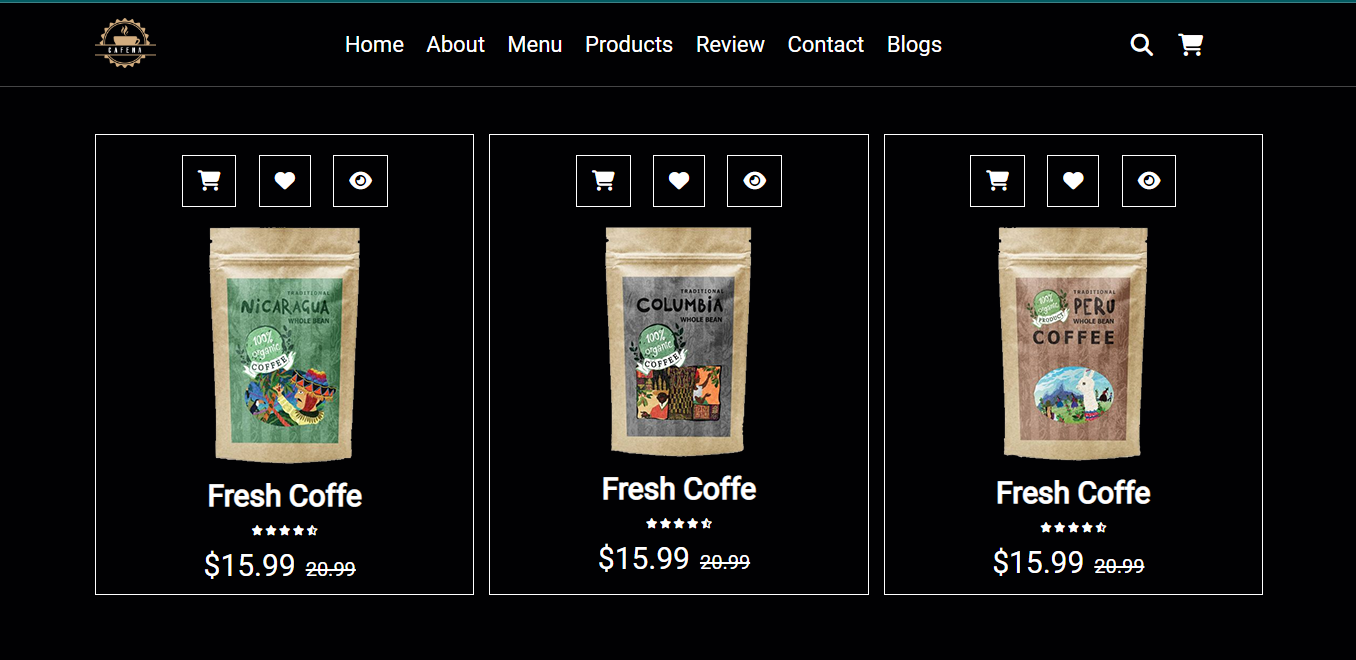 CAFENA
Home About Menu Products Review Contact Blogs
TRADITIONAL
NiCARAGUA
WHOLE BEAN
100%
organic
COFFEE
Fresh Coffe
$15.99 20.99
TRADITIONAL
COLUMBiA
WHOLE BEAN
100%
organic
COFFEE
Fresh Coffe
$15.99 20.99
100%
organic
PRODUCT
TRADITIONAL
PERU
WHOLE BEAN
COFFEE
Fresh Coffe
$15.99 20.99